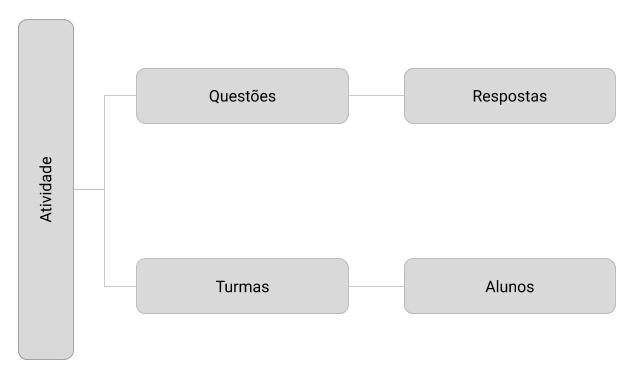 Atividade
Questões
Respostas
Turmas
Alunos